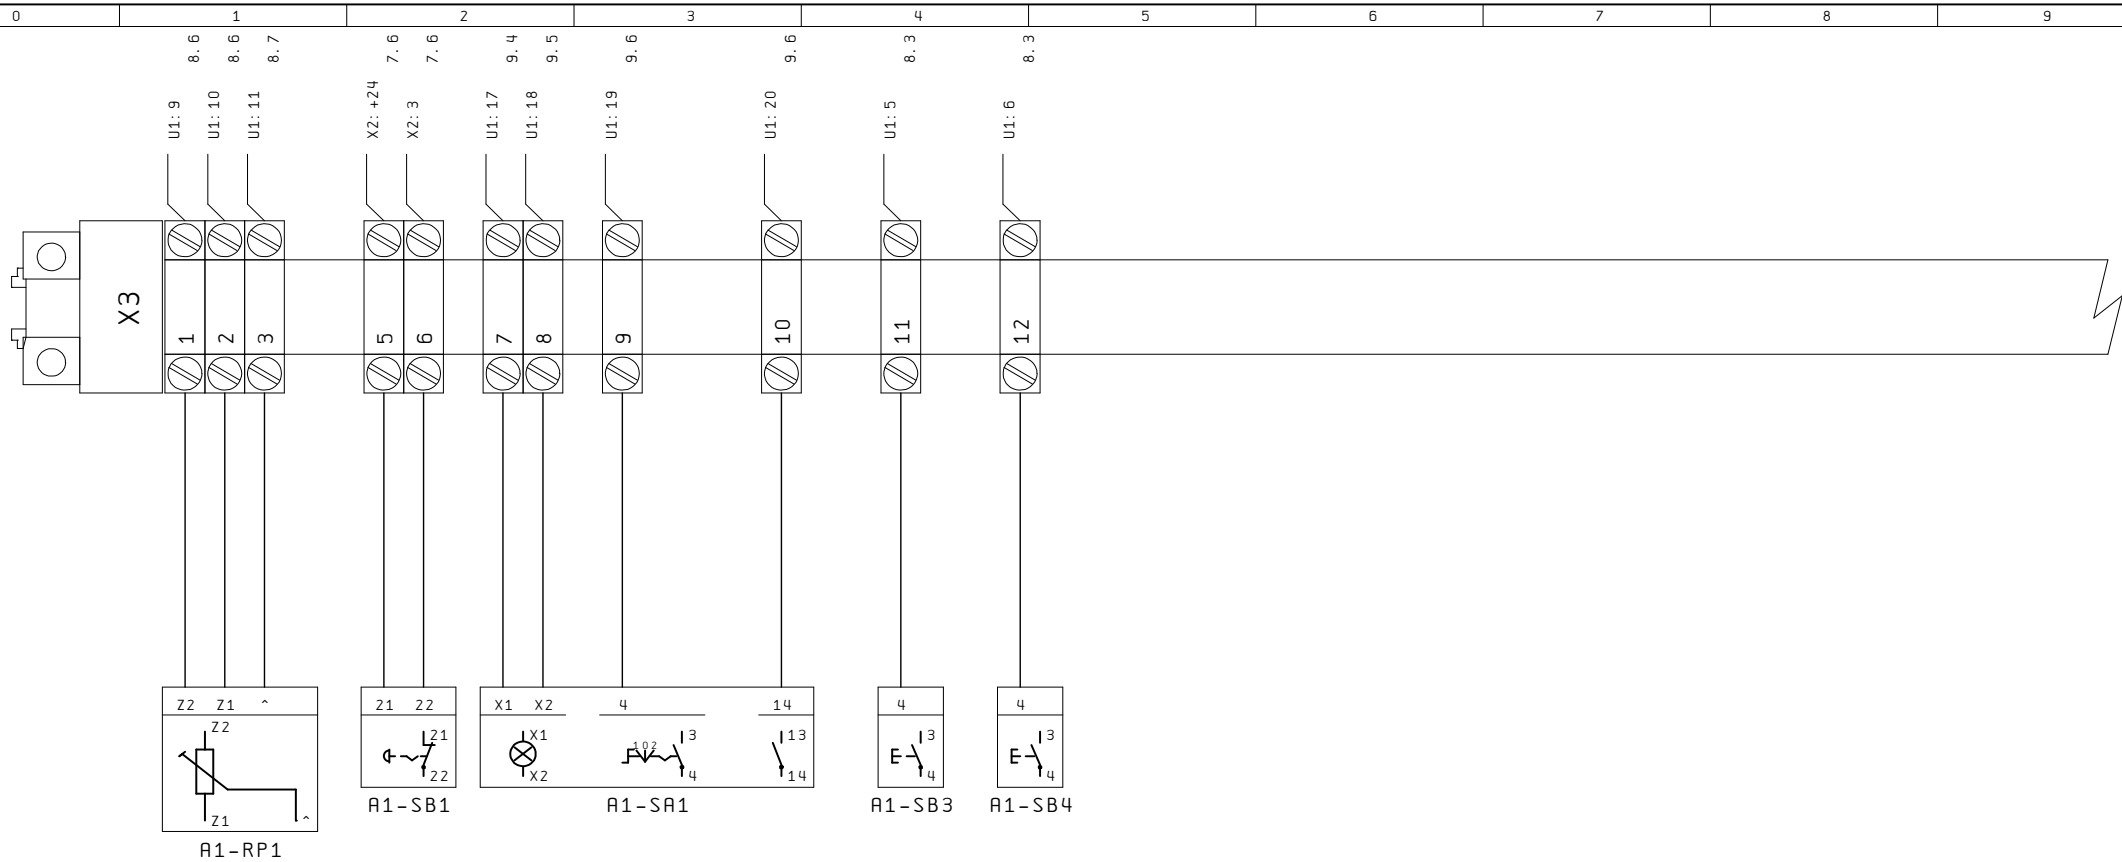 0 1 2 3 4 5 6 7 8 9
8.6 8.6 8.7 7.6 7.6 9.4 9.5 9.6 9.6 8.3 8.3
U1:9 U1:10 U1:11 X2:+24 X2:3 U1:17 U1:18 U1:19 U1:20 U1:5 U1:6
X3 1 2 3 5 6 7 8 9 10 11 12
Z2 Z1 ^ 21 22 X1 X2 4 14 4 4
Z2 21 X1 102 3 13 3 3
22 X2 4 14 4 4
Z1 ^
A1-SB1 A1-SA1 A1-SB3 A1-SB4
A1-RP1